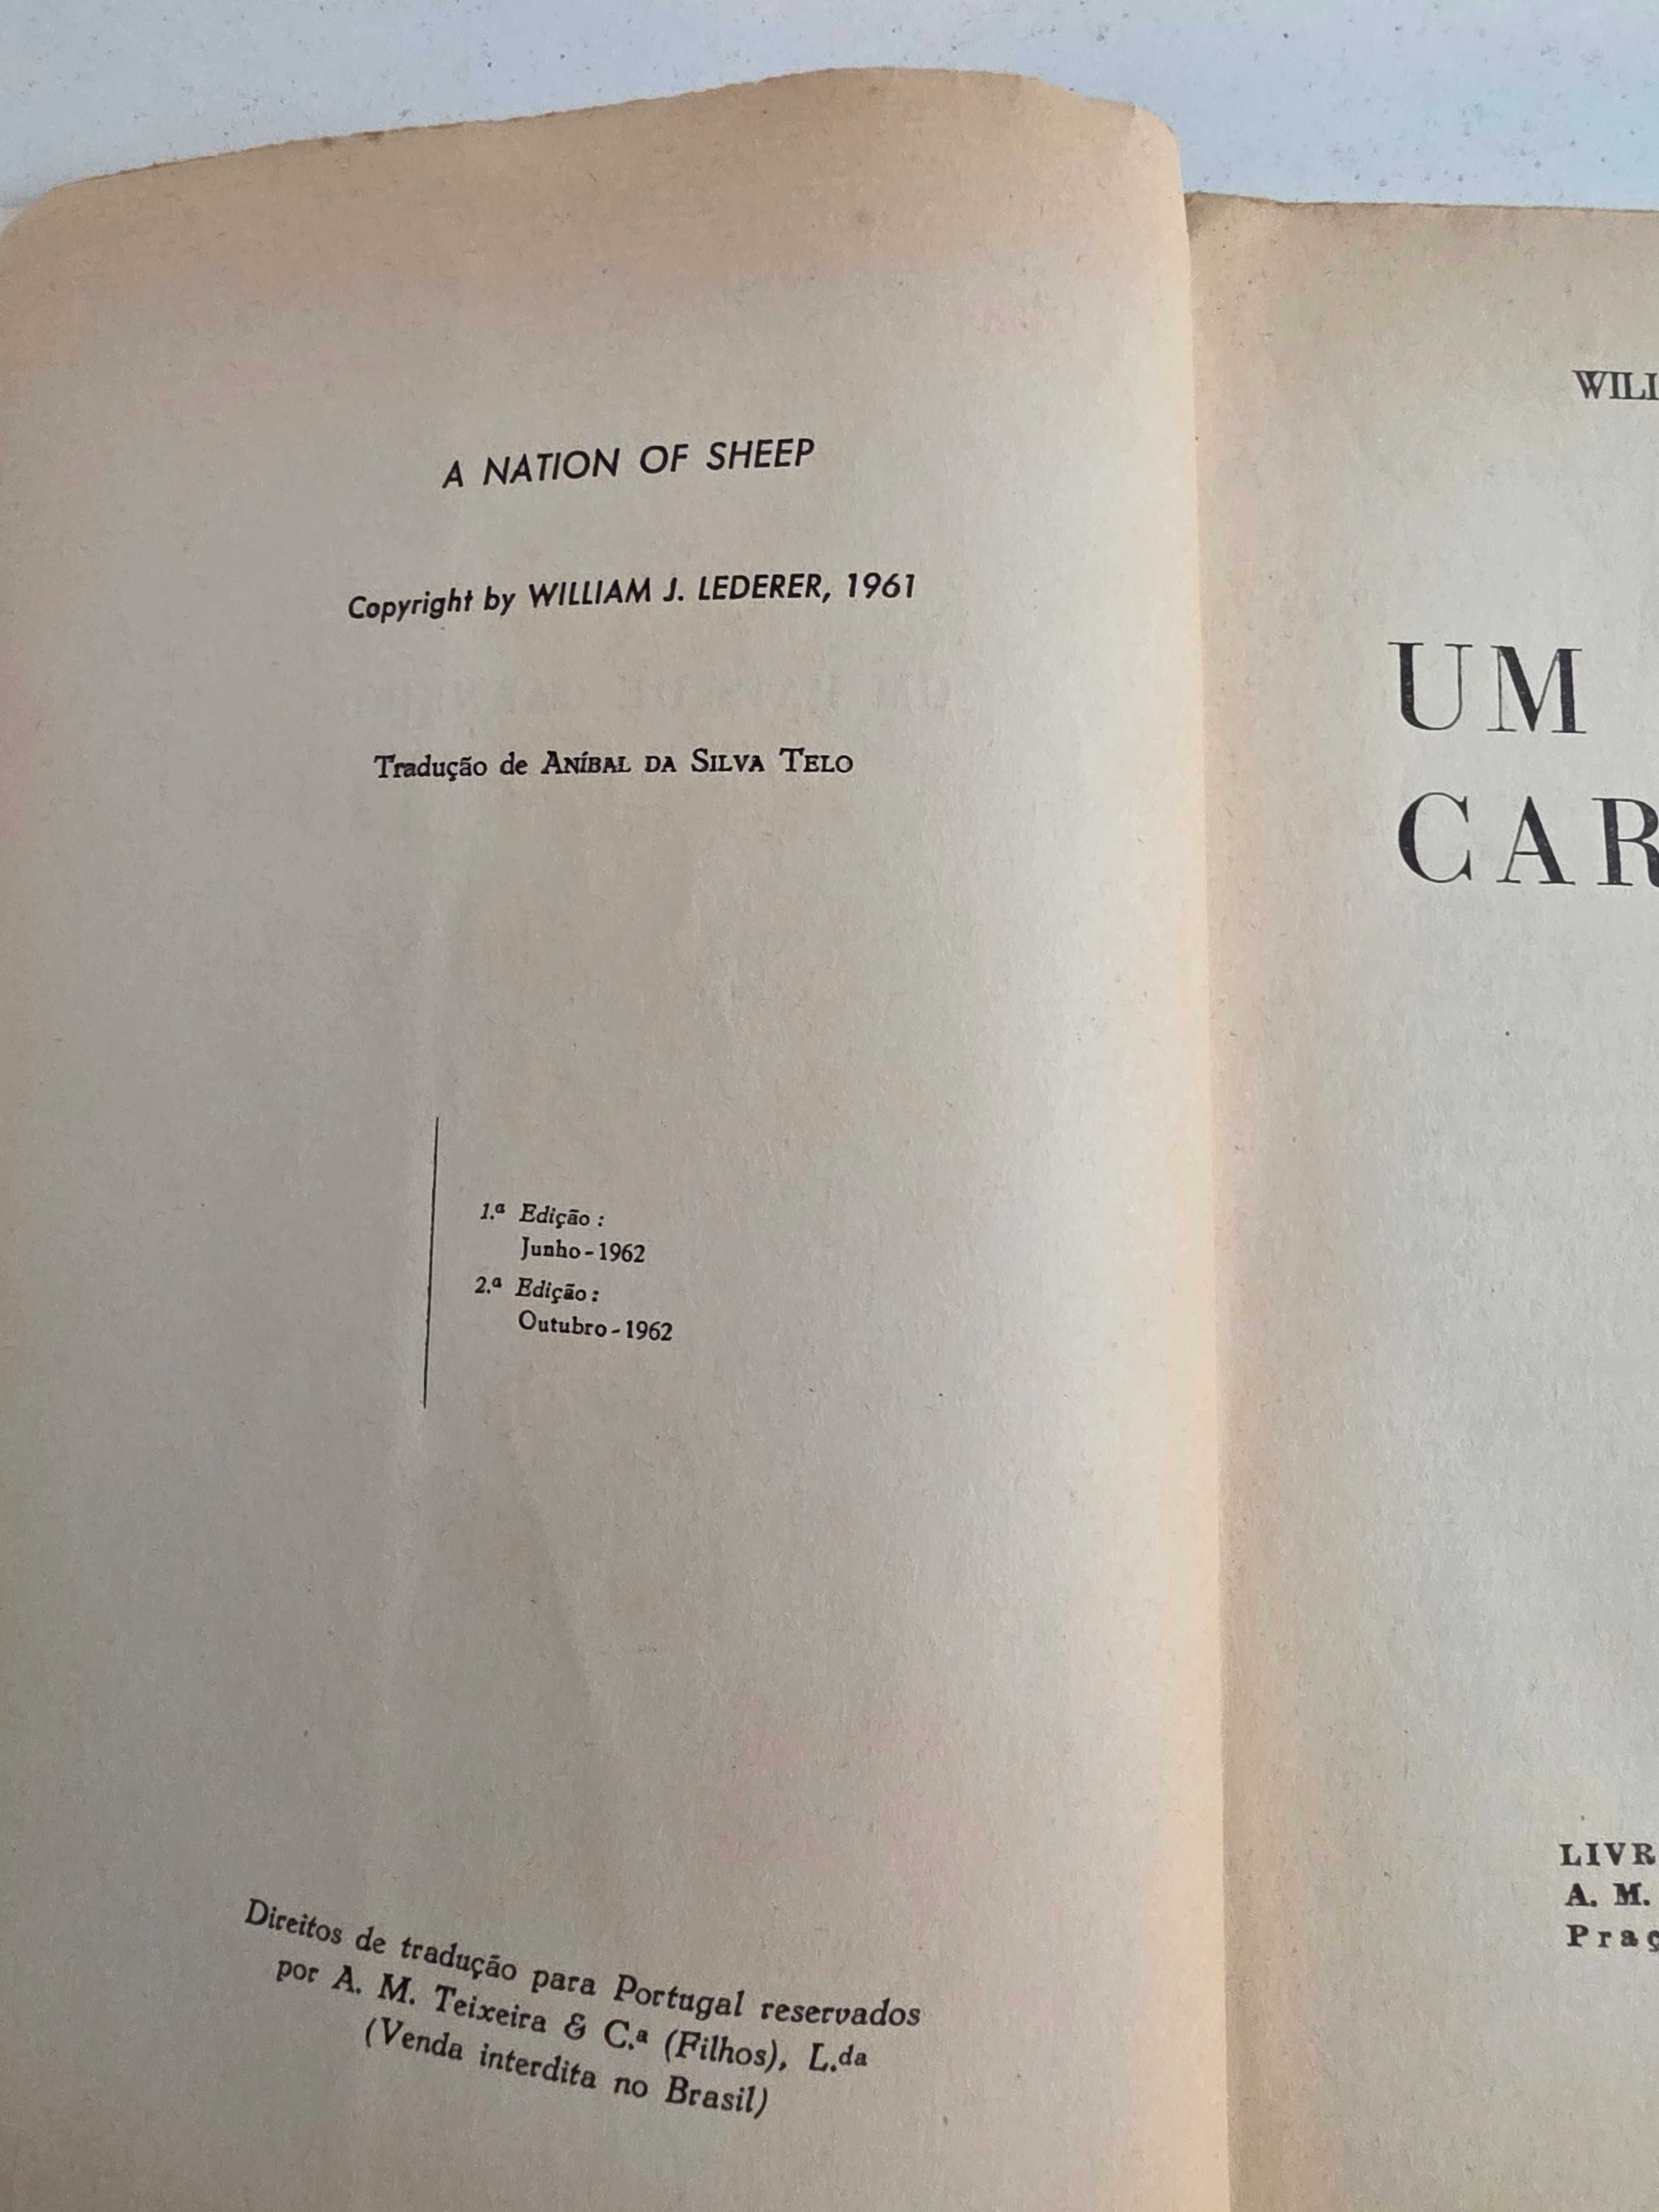 A NATION OF SHEEP
Copyright by WILLIAM J. LEDERER, 1961
Tradução de ANÍBAL DA SILVA TELO
1.ª Edição:
Junho-1962
2.ª Edição:
Outubro-1962
Direitos de tradução para Portugal reservados
por A. M. Teixeira & C.ª (Filhos), L.da
(Venda interdita no Brasil)
WILLI
UM
CAR
LIVR
A. M.
Praç